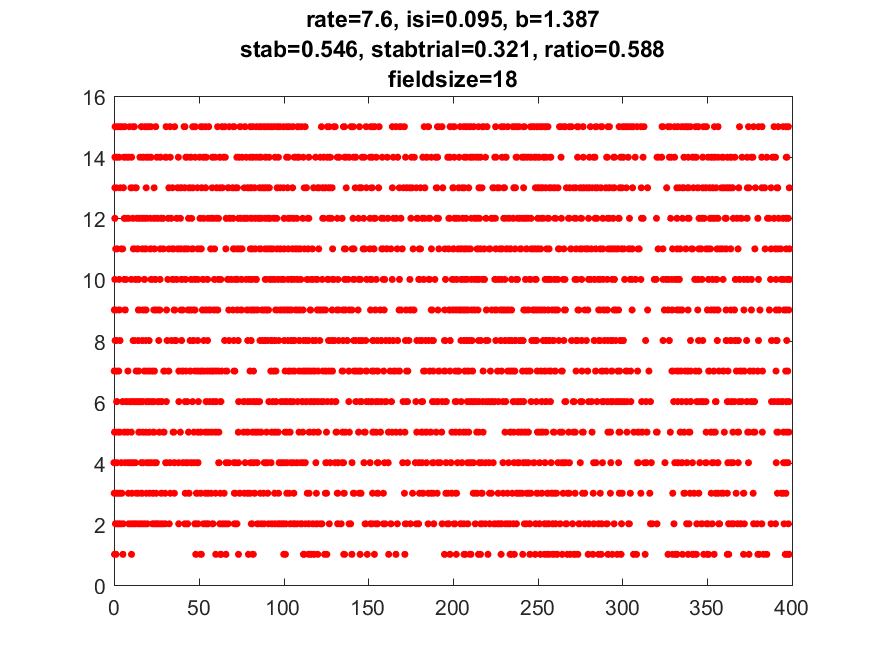 rate=7.6, isi=0.095, b=1.387
stab=0.546, stabtrial=0.321, ratio=0.588
fieldsize=18
16
14
12
10
8
6
4
2
0
0 50 100 150 200 250 300 350 400